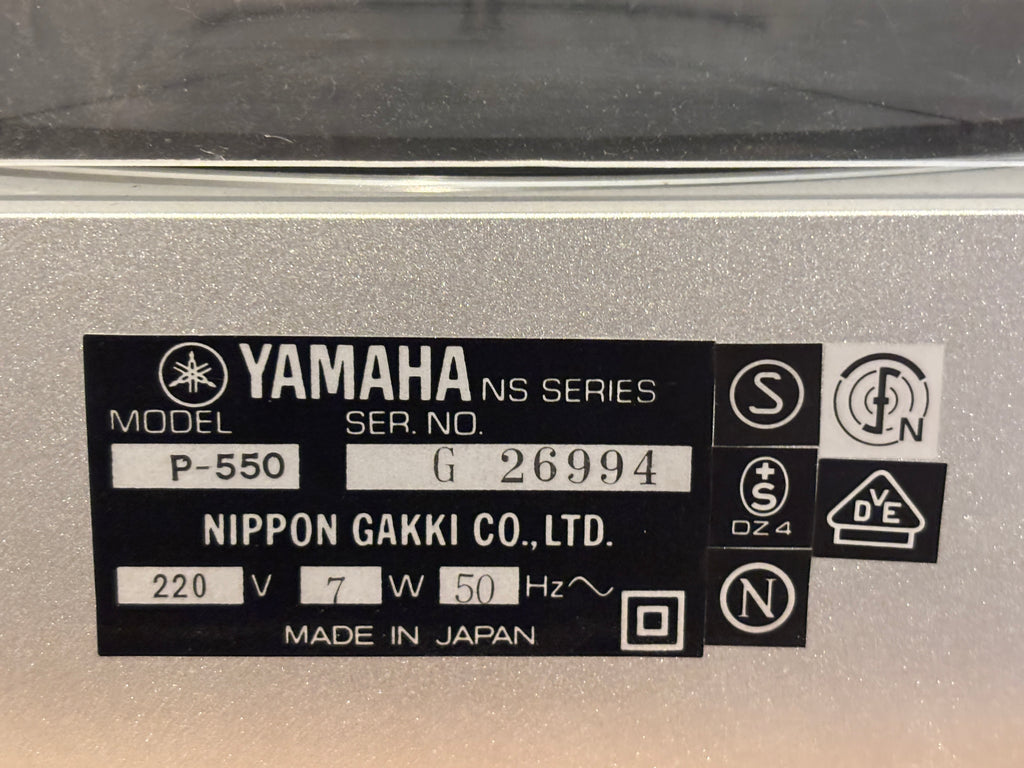 YAMAHA NS SERIES
MODEL SER. NO.
P-550 G 26994
NIPPON GAKKI CO., LTD.
220 V 7 W 50 Hz~
MADE IN JAPAN
S
FS N
+S
DZ4
DVE
N